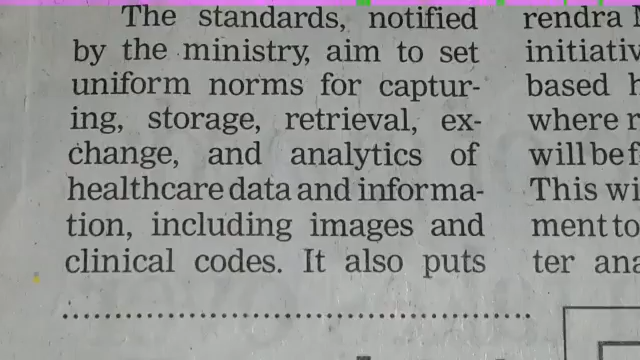 The standards, notified
by the ministry, aim to set
uniform norms for captur-
ing, storage, retrieval, ex-
change, and analytics of
healthcare data and informa-
tion, including images and
clinical codes. It also puts
rendra
initiativ
based
where
will be f
This wi
ment to
ter ana